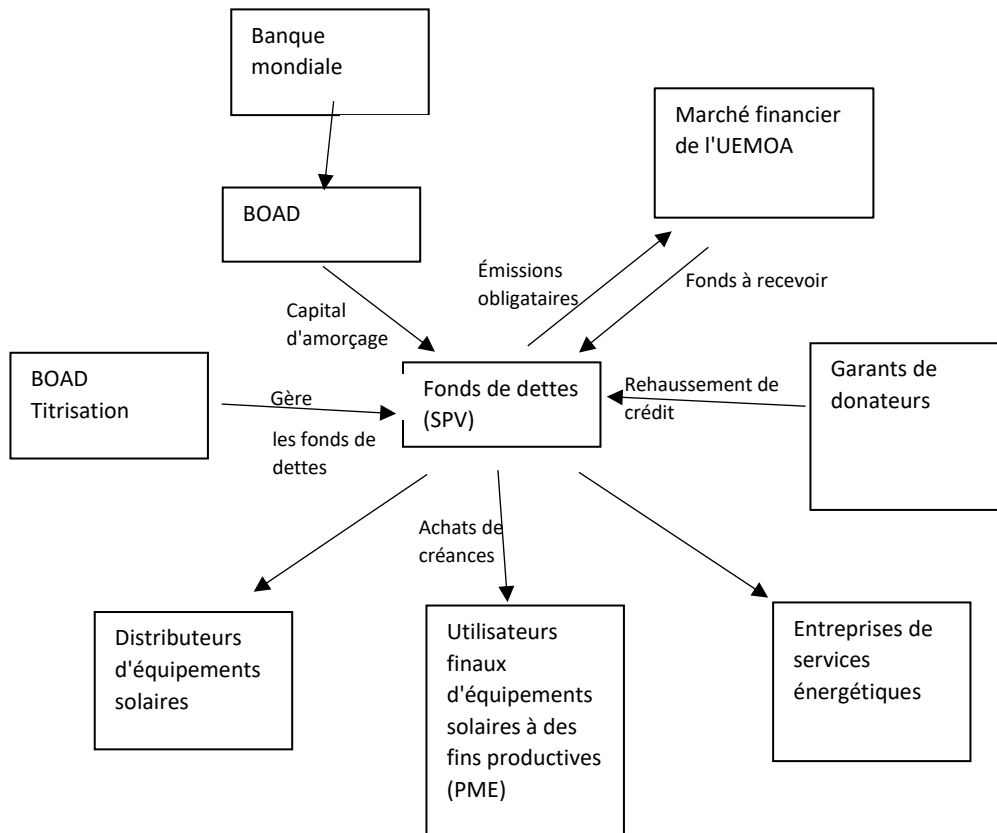 Banque
mondiale
Marché financier
de l'UEMOA
BOAD
Émissions
obligataires
Fonds à recevoir
Capital
d'amorçage
BOAD
Titrisation
Gère
les fonds de
dettes
Fonds de dettes
(SPV)
Rehaussement de
crédit
Garants de
donateurs
Achats de
créances
Distributeurs
d'équipements
solaires
Utilisateurs
finaux
d'équipements
solaires à des
fins productives
(PME)
Entreprises de
services
énergétiques